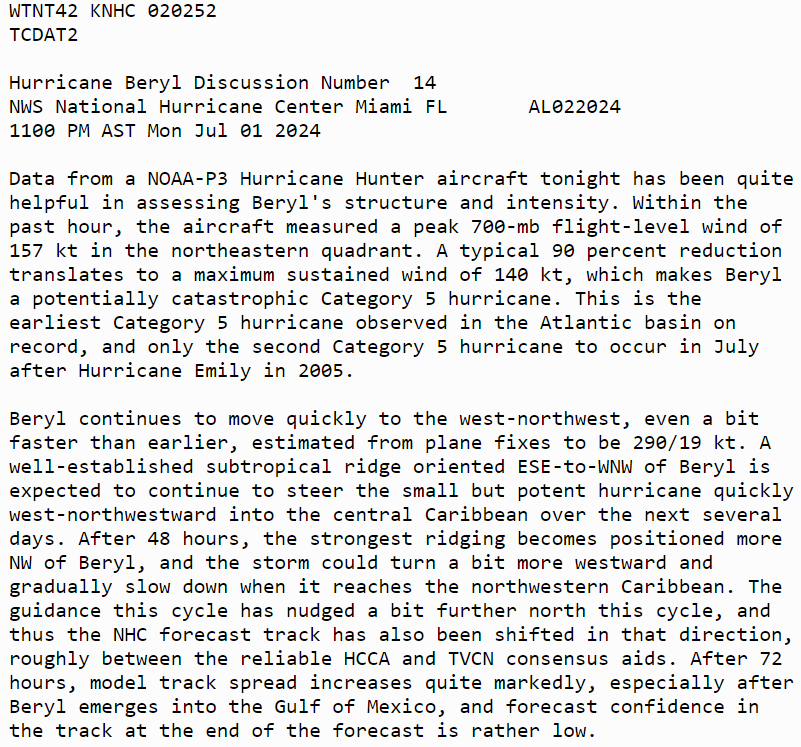 WTNT42 KNHC 020252
TCDAT2
Hurricane Beryl Discussion Number  14
NWS National Hurricane Center Miami FL       AL022024
1100 PM AST Mon Jul 01 2024
Data from a NOAA-P3 Hurricane Hunter aircraft tonight has been quite
helpful in assessing Beryl's structure and intensity. Within the
past hour, the aircraft measured a peak 700-mb flight-level wind of
157 kt in the northeastern quadrant. A typical 90 percent reduction
translates to a maximum sustained wind of 140 kt, which makes Beryl
a potentially catastrophic Category 5 hurricane. This is the
earliest Category 5 hurricane observed in the Atlantic basin on
record, and only the second Category 5 hurricane to occur in July
after Hurricane Emily in 2005.
Beryl continues to move quickly to the west-northwest, even a bit
faster than earlier, estimated from plane fixes to be 290/19 kt. A
well-established subtropical ridge oriented ESE-to-WNW of Beryl is
expected to continue to steer the small but potent hurricane quickly
west-northwestward into the central Caribbean over the next several
days. After 48 hours, the strongest ridging becomes positioned more
NW of Beryl, and the storm could turn a bit more westward and
gradually slow down when it reaches the northwestern Caribbean. The
guidance this cycle has nudged a bit further north this cycle, and
thus the NHC forecast track has also been shifted in that direction,
roughly between the reliable HCCA and TVCN consensus aids. After 72
hours, model track spread increases quite markedly, especially after
Beryl emerges into the Gulf of Mexico, and forecast confidence in
the track at the end of the forecast is rather low.